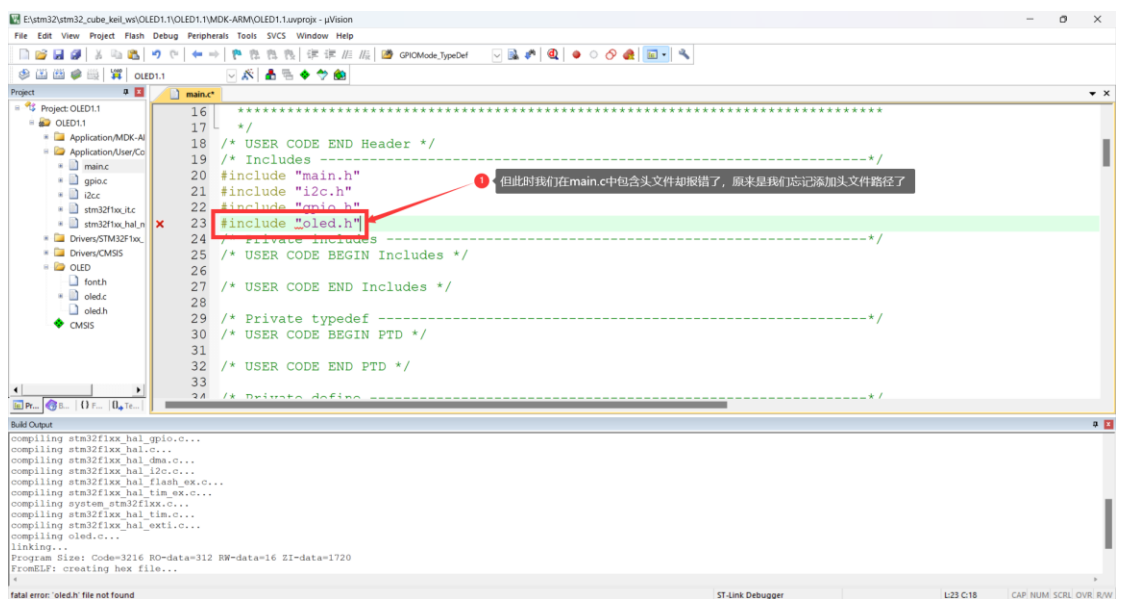 E:\stm32\stm32_cube_keil_ws\OLED1.1\OLED1.1\MDK-ARM\OLED1.1.uvprojx - µVision
File Edit View Project Flash Debug Peripherals Tools SVCS Window Help
GPIOMode_TypeDef
LOAD OLED1.1
Project
main.c*
Project: OLED1.1
OLED1.1
Application/MDK-AI
Application/User/Co
main.c
gpio.c
i2c.c
stm32f1xx_it.c
stm32f1xx_hal_n
Drivers/STM32F1xx_
Drivers/CMSIS
OLED
font.h
oled.c
oled.h
CMSIS
Pr... B... {} F... Te...
16 *******************************************************************************
17 */
18 /* USER CODE END Header */
19 /* Includes ------------------------------------------------------------------*/
20 #include "main.h"
21 #include "i2c.h"
22 #include "gpio.h"
23 #include "oled.h"
24 /* Private includes ----------------------------------------------------------*/
25 /* USER CODE BEGIN Includes */
26
27 /* USER CODE END Includes */
28
29 /* Private typedef -----------------------------------------------------------*/
30 /* USER CODE BEGIN PTD */
31
32 /* USER CODE END PTD */
33
34 /* Private define ------------------------------------------------------------*/
1 但此时我们在main.c中包含头文件却报错了，原来是我们忘记添加头文件路径了
Build Output
compiling stm32f1xx_hal_gpio.c...
compiling stm32f1xx_hal.c...
compiling stm32f1xx_hal_dma.c...
compiling stm32f1xx_hal_i2c.c...
compiling stm32f1xx_hal_flash_ex.c...
compiling stm32f1xx_hal_tim_ex.c...
compiling system_stm32f1xx.c...
compiling stm32f1xx_hal_tim.c...
compiling stm32f1xx_hal_exti.c...
compiling oled.c...
linking...
Program Size: Code=3216 RO-data=312 RW-data=16 ZI-data=1720
FromELF: creating hex file...
fatal error: 'oled.h' file not found
ST-Link Debugger
L:23 C:18
CAP NUM SCRL OVR R/W